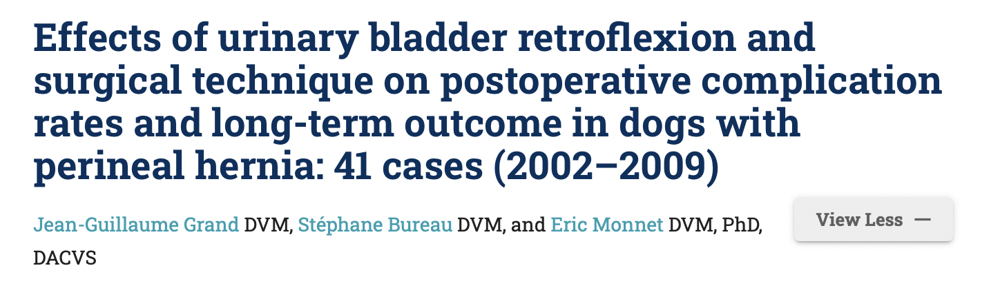 Effects of urinary bladder retroflexion and
surgical technique on postoperative complication
rates and long-term outcome in dogs with
perineal hernia: 41 cases (2002–2009)
Jean-Guillaume Grand DVM, Stéphane Bureau DVM, and Eric Monnet DVM, PhD,
DACVS
View Less —